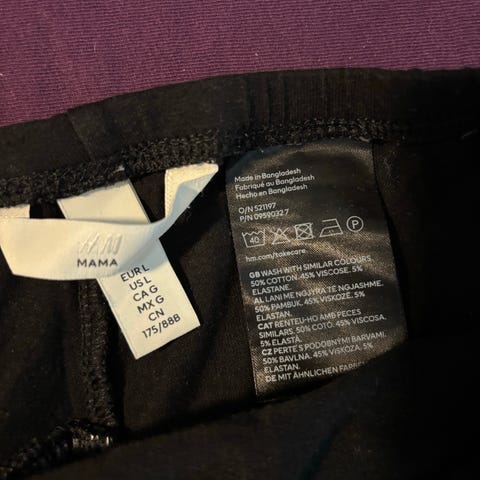 H&M
MAMA
EUR L
US L
CA G
MX G
CN
175/88B
Made in Bangladesh
Fabriqué au Bangladesh
Hecho en Bangladesh
O/N 521197
P/N 09590327
40
P
hm.com/takecare
GB WASH WITH SIMILAR COLOURS
50% COTTON. 45% VISCOSE. 5%
ELASTANE.
AL LANI ME NGJYRA TË NGJASHME.
50% PAMBUK. 45% VISKOZË. 5%
ELASTAN.
CAT RENTEU-HO AMB PECES
SIMILARS. 50% COTÓ. 45% VISCOSA.
5% ELASTÀ.
CZ PERTE S PODOBNÝMI BARVAMI.
50% BAVLNA. 45% VISKÓZA. 5%
ELASTAN.
DE MIT ÄHNLICHEN